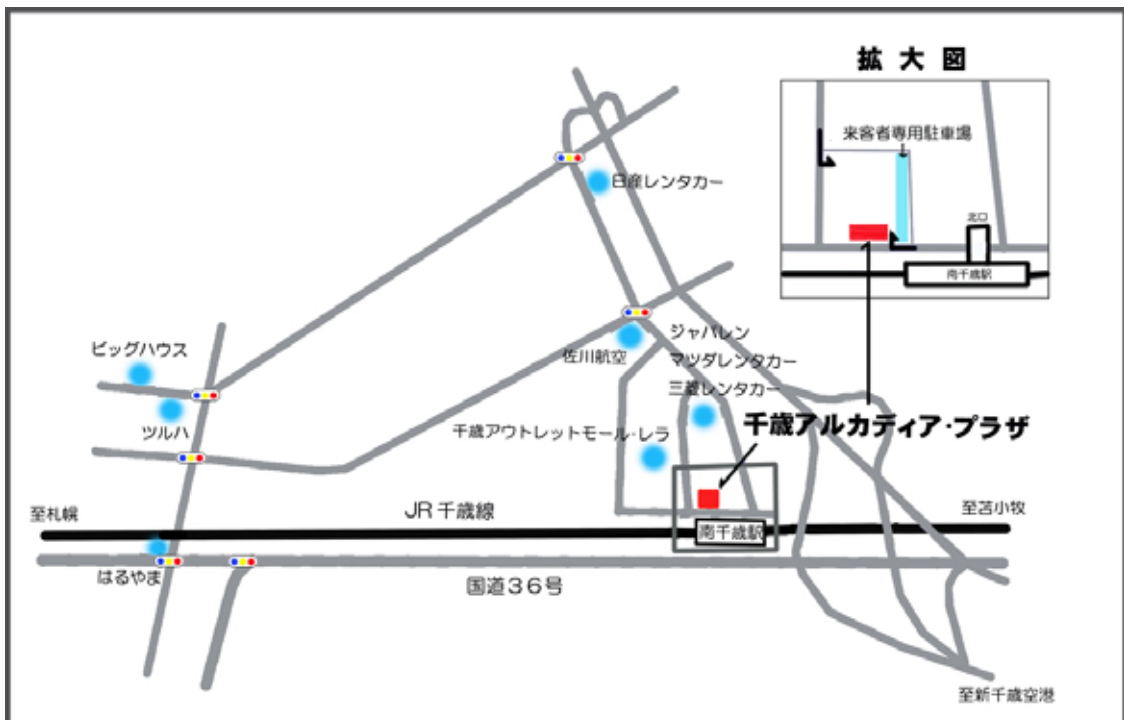 拡大図
来客者専用駐車場
北口
南千歳駅
日産レンタカー
ジャパレン
マツダレンタカー
三菱レンタカー
佐川航空
ビッグハウス
ツルハ
千歳アルカディア・プラザ
千歳アウトレットモール・レラ
至札幌
JR千歳線
至苫小牧
南千歳駅
はるやま
国道36号
至新千歳空港